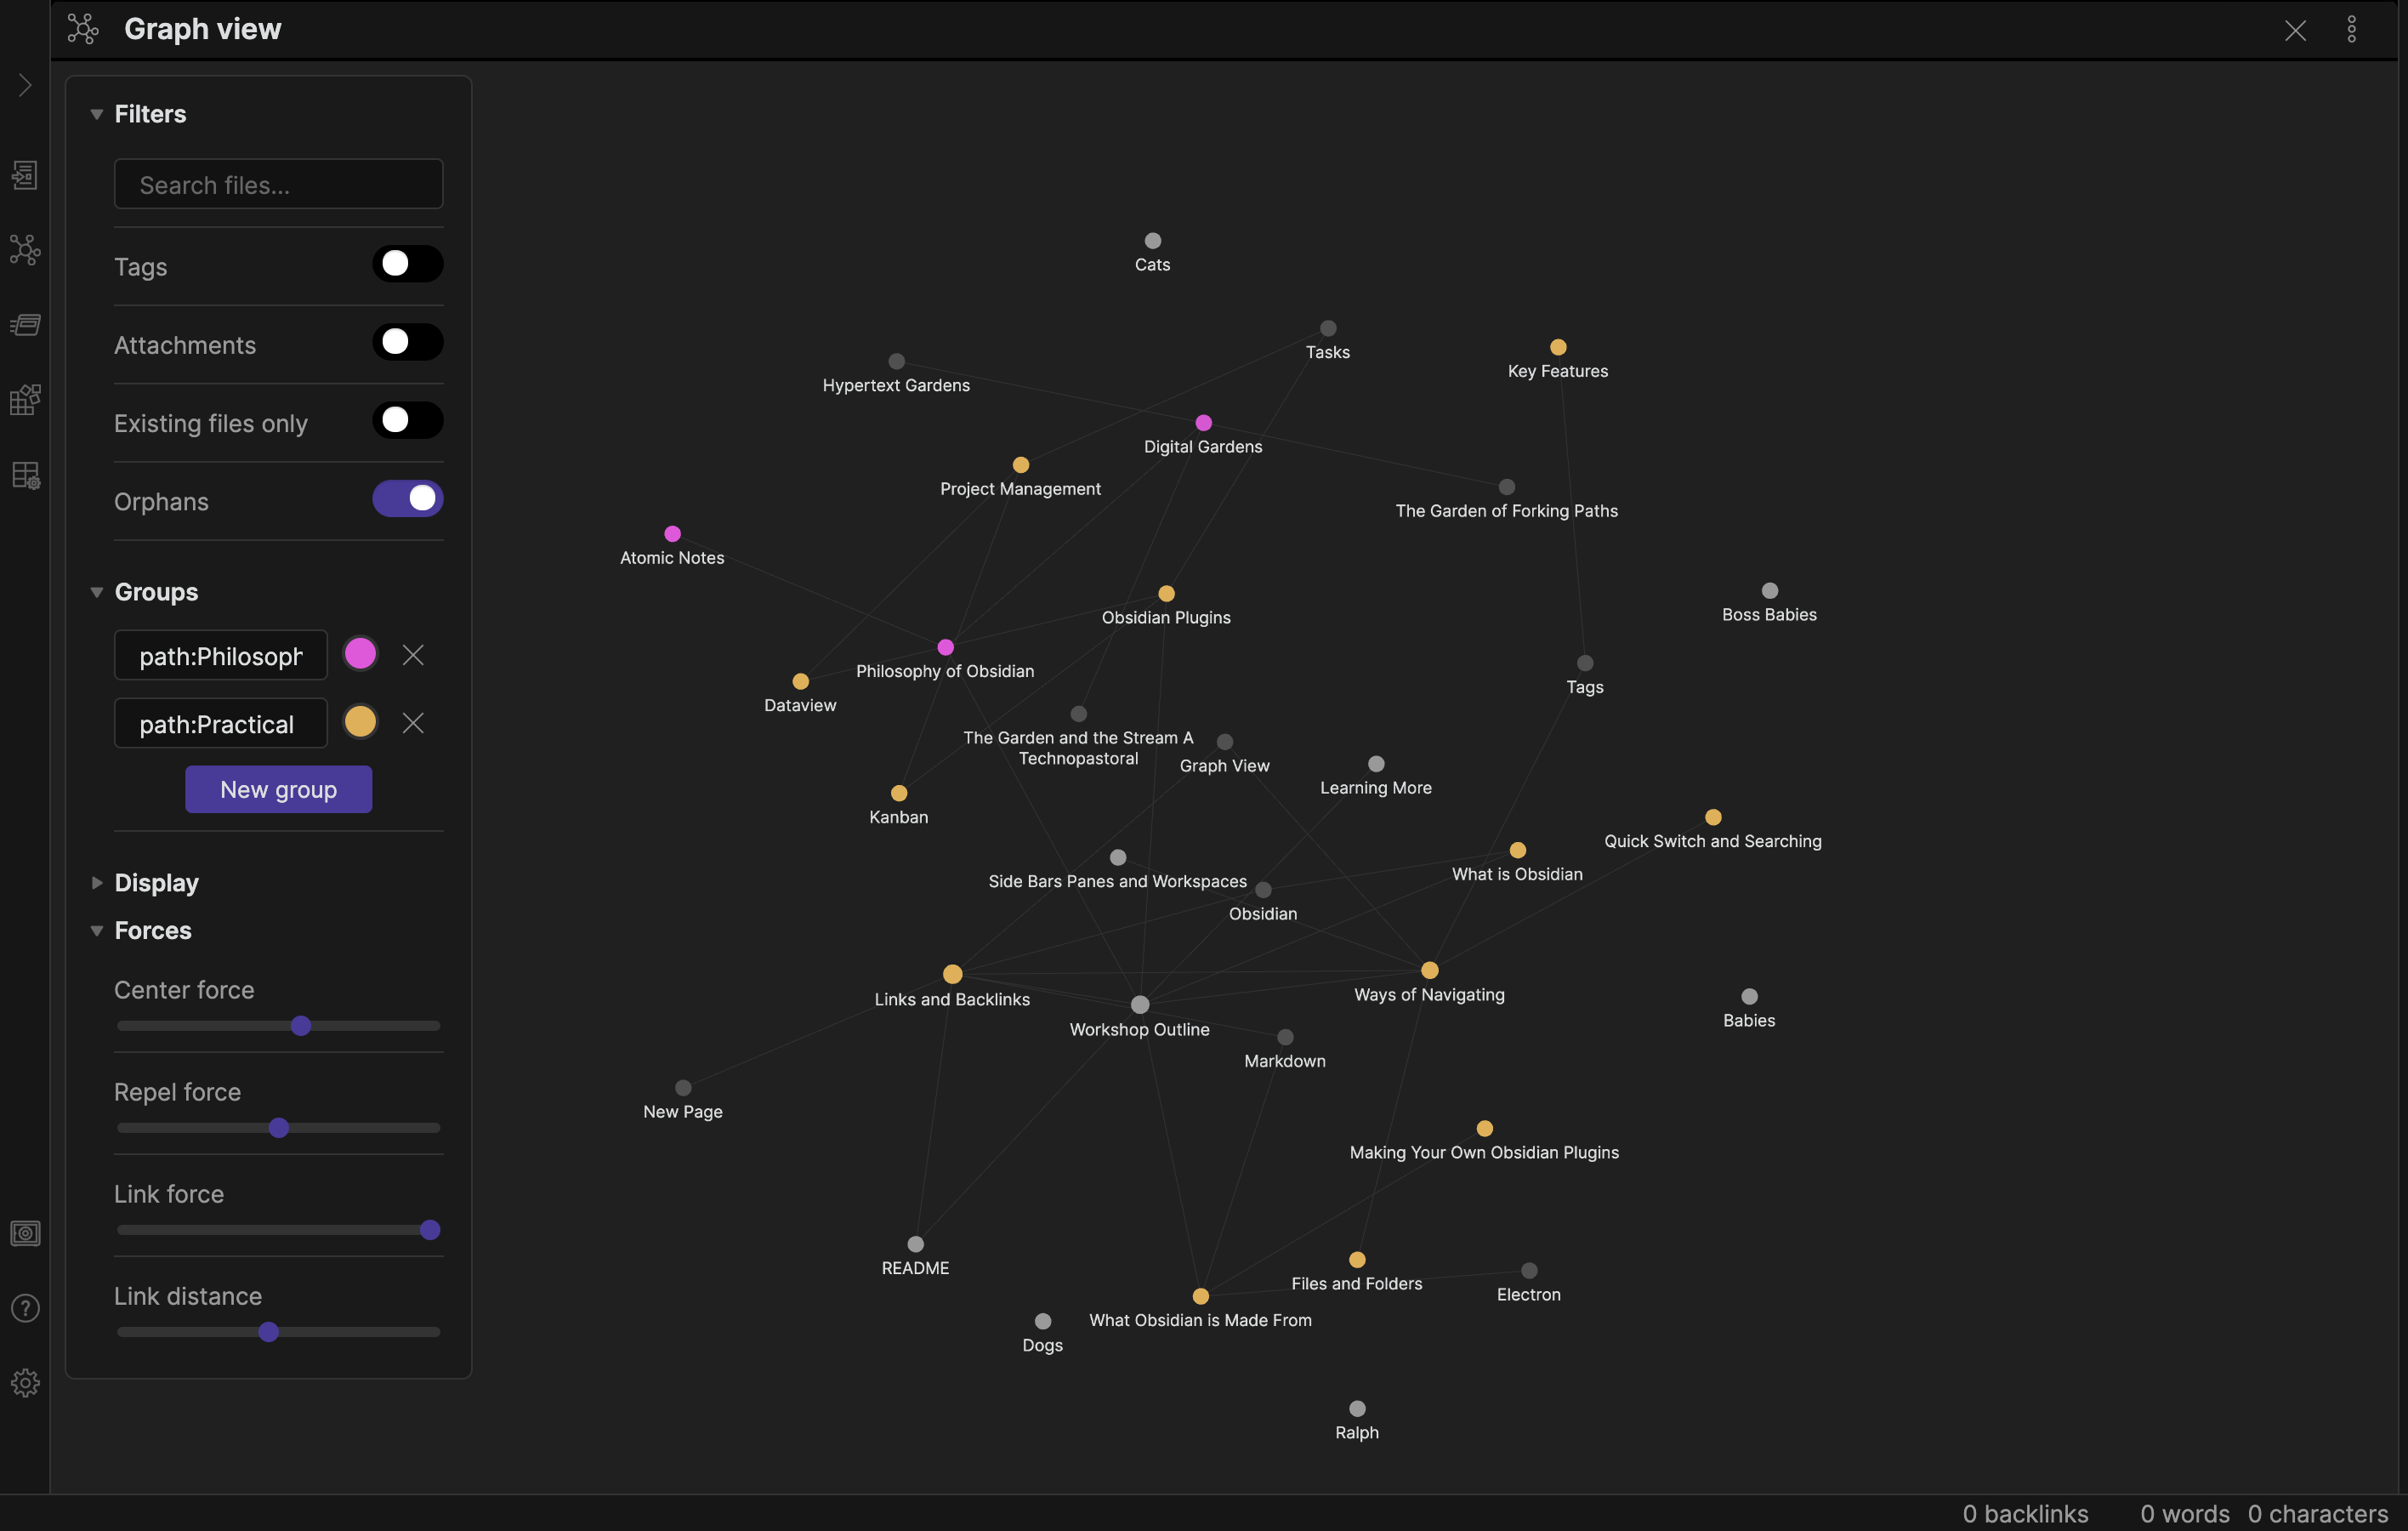 Graph view
Filters
Search files...
Tags
Attachments
Existing files only
Orphans
Groups
path:Philosoph
path:Practical
New group
Display
Forces
Center force
Repel force
Link force
Link distance
Cats
Tasks
Key Features
Hypertext Gardens
Digital Gardens
Project Management
The Garden of Forking Paths
Atomic Notes
Obsidian Plugins
Boss Babies
Philosophy of Obsidian
Tags
Dataview
The Garden and the Stream A
Technopastoral
Graph View
Learning More
Kanban
Quick Switch and Searching
What is Obsidian
Side Bars Panes and Workspaces
Obsidian
Links and Backlinks
Ways of Navigating
Workshop Outline
Babies
Markdown
New Page
Making Your Own Obsidian Plugins
README
Files and Folders
Electron
What Obsidian is Made From
Dogs
Ralph
0 backlinks 0 words 0 characters